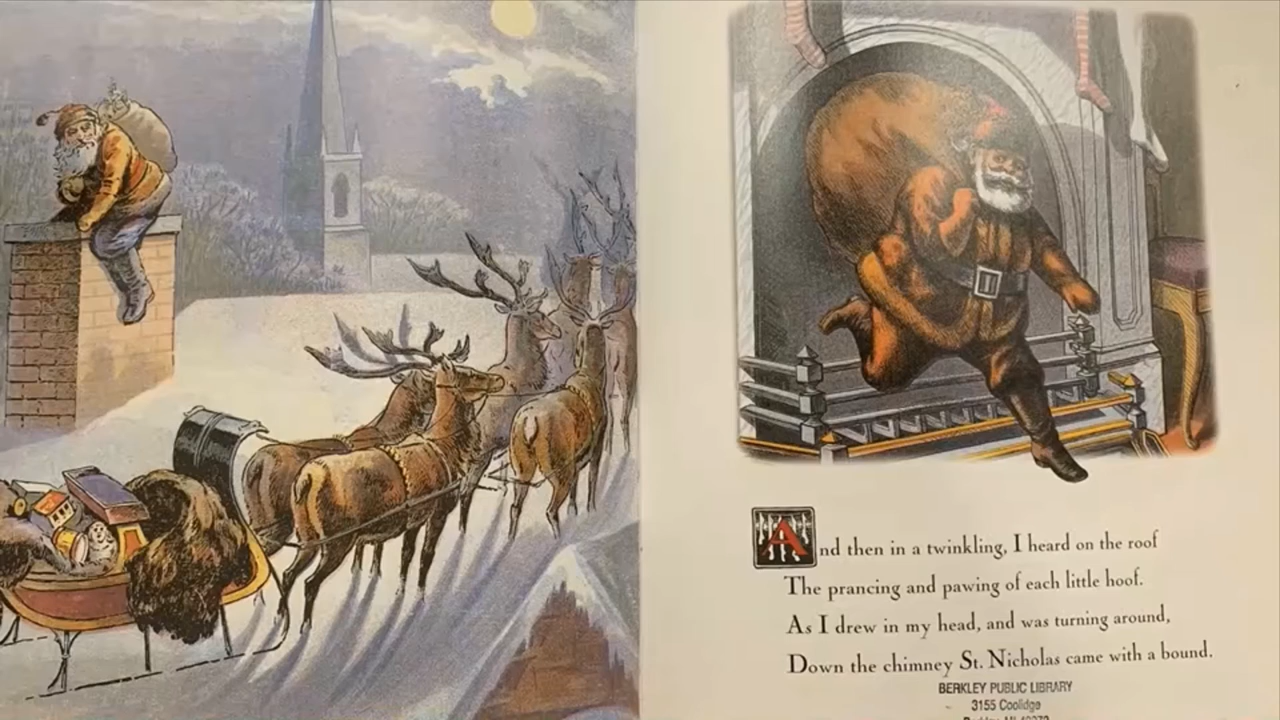 And then in a twinkling, I heard on the roof
The prancing and pawing of each little hoof.
As I drew in my head, and was turning around,
Down the chimney St. Nicholas came with a bound.
BERKLEY PUBLIC LIBRARY
3155 Coolidge